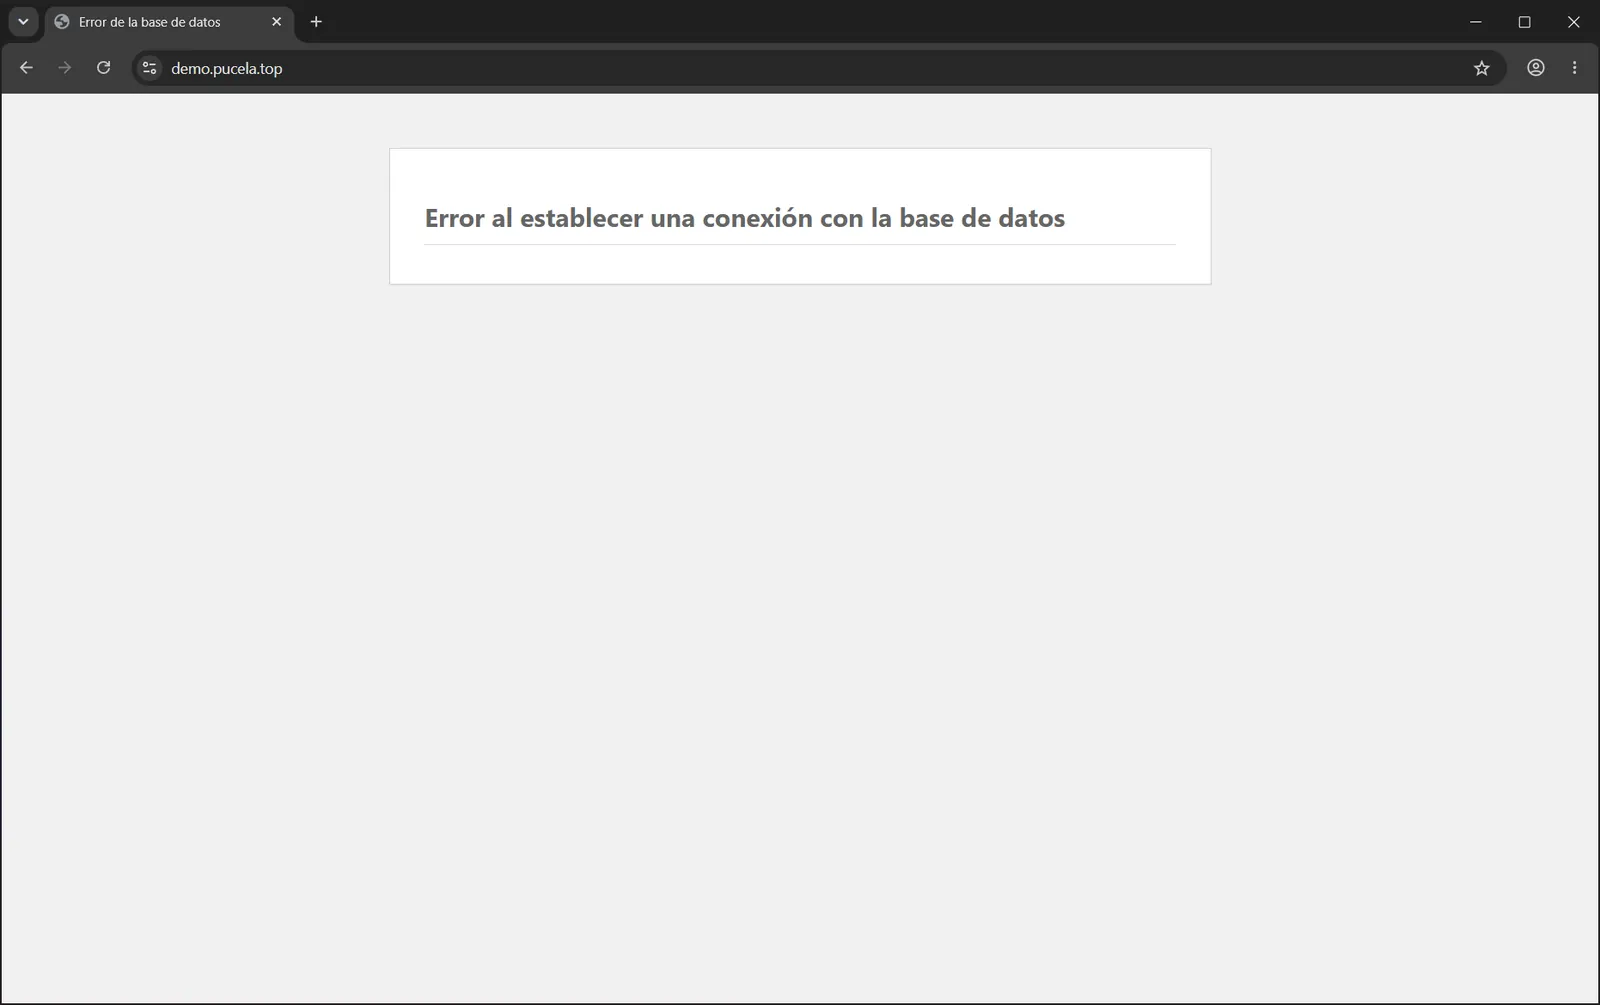 Error de la base de datos
demo.pucela.top
Error al establecer una conexión con la base de datos